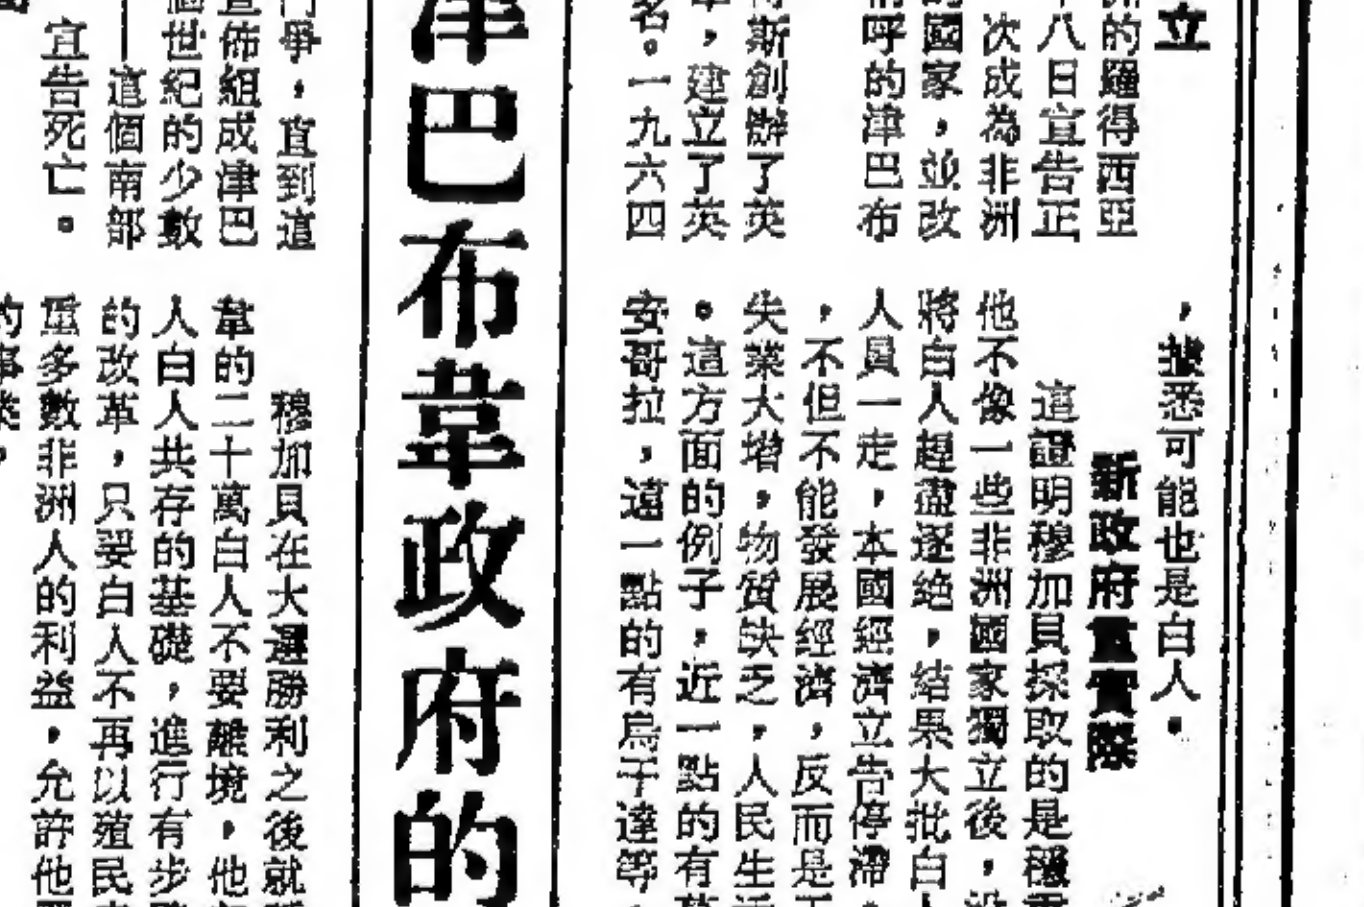 立
的羅得西亞
八日宣告正
次成為非洲
國家，並改
呼的津巴布
斯創辦了英
，建立了英
名。一九六四
，據悉可能也是白人。
新政府重實際
這證明穆加貝採取的是穩
他不像一些非洲國家獨立後，
將白人趕盡逐絕，結果大批白
人員一走，本國經濟立告停滯，
，不但不能發展經濟，反而是
失業大增，物質缺乏，人民生
。這方面的例子，近一點的有
安哥拉，遠一點的有烏干達等，
津巴布韋政府的
爭，直到這
宣佈組成津巴
個世紀的少數
這個南部
宣告死亡。
穆加貝在大選勝利之後就
韋的二十萬白人不要離境，他
人白人共存的基礎，進行有步
的改革，只要白人不再以殖民
重多數非洲人的利益，允許他
的事業，